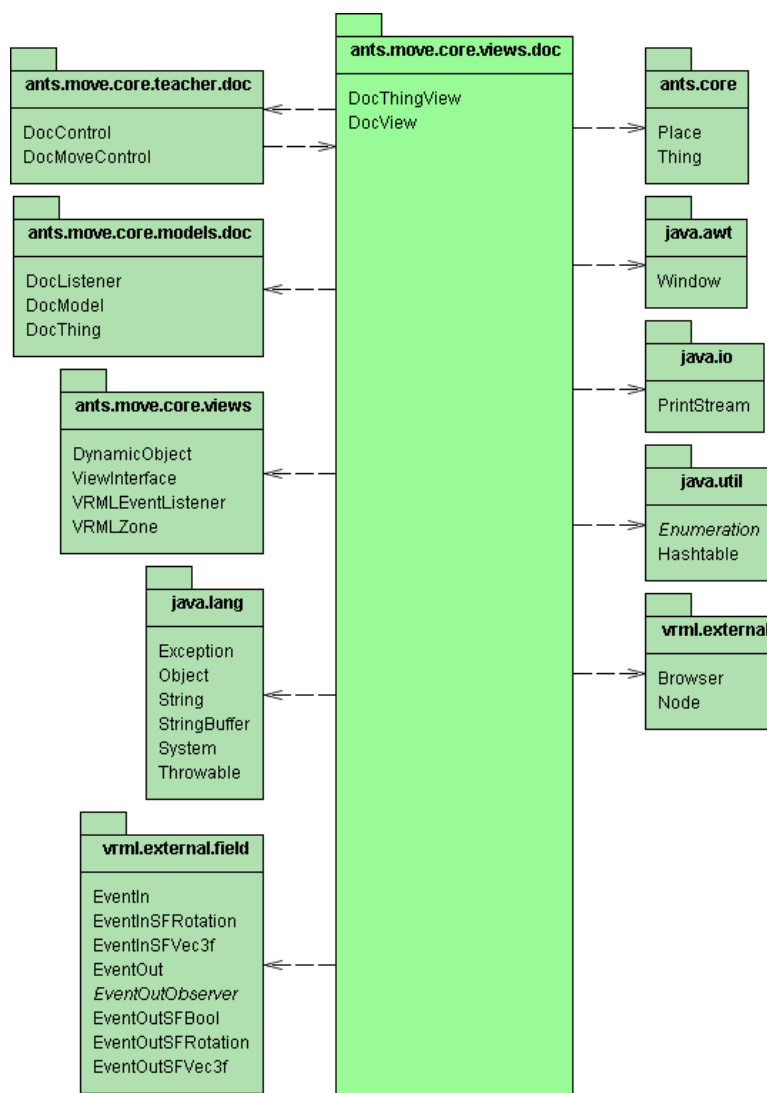 ants.move.core.views.doc
DocThingView
DocView
ants.move.core.teacher.doc
DocControl
DocMoveControl
ants.move.core.models.doc
DocListener
DocModel
DocThing
ants.move.core.views
DynamicObject
ViewInterface
VRMLEventListener
VRMLZone
java.lang
Exception
Object
String
StringBuffer
System
Throwable
vrml.external.field
EventIn
EventInSFRotation
EventInSFVec3f
EventOut
EventOutObserver
EventOutSFBool
EventOutSFRotation
EventOutSFVec3f
ants.core
Place
Thing
java.awt
Window
java.io
PrintStream
java.util
Enumeration
Hashtable
vrml.external
Browser
Node